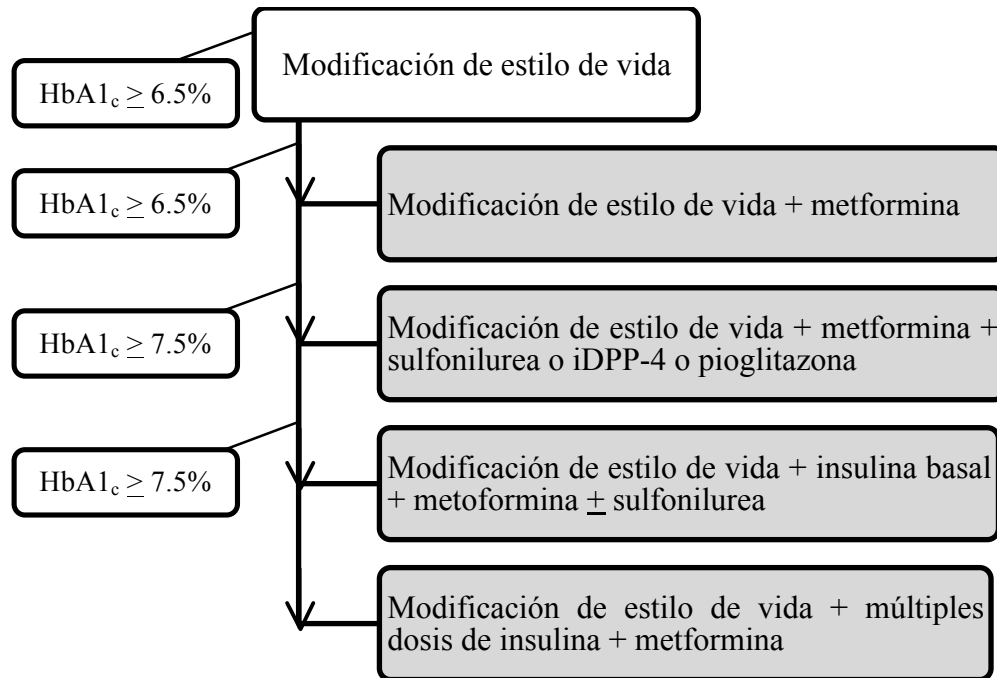 Modificación de estilo de vida
HbA1c ≥ 6.5%
HbA1c ≥ 6.5%
Modificación de estilo de vida + metformina
HbA1c ≥ 7.5%
Modificación de estilo de vida + metformina +
sulfonilurea o iDPP-4 o pioglitazona
HbA1c ≥ 7.5%
Modificación de estilo de vida + insulina basal
+ metoformina ± sulfonilurea
Modificación de estilo de vida + múltiples
dosis de insulina + metformina